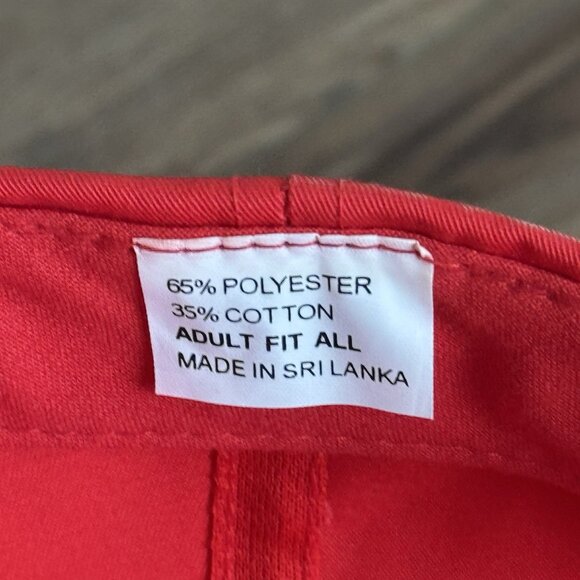 65% POLYESTER
35% COTTON
ADULT FIT ALL
MADE IN SRI LANKA